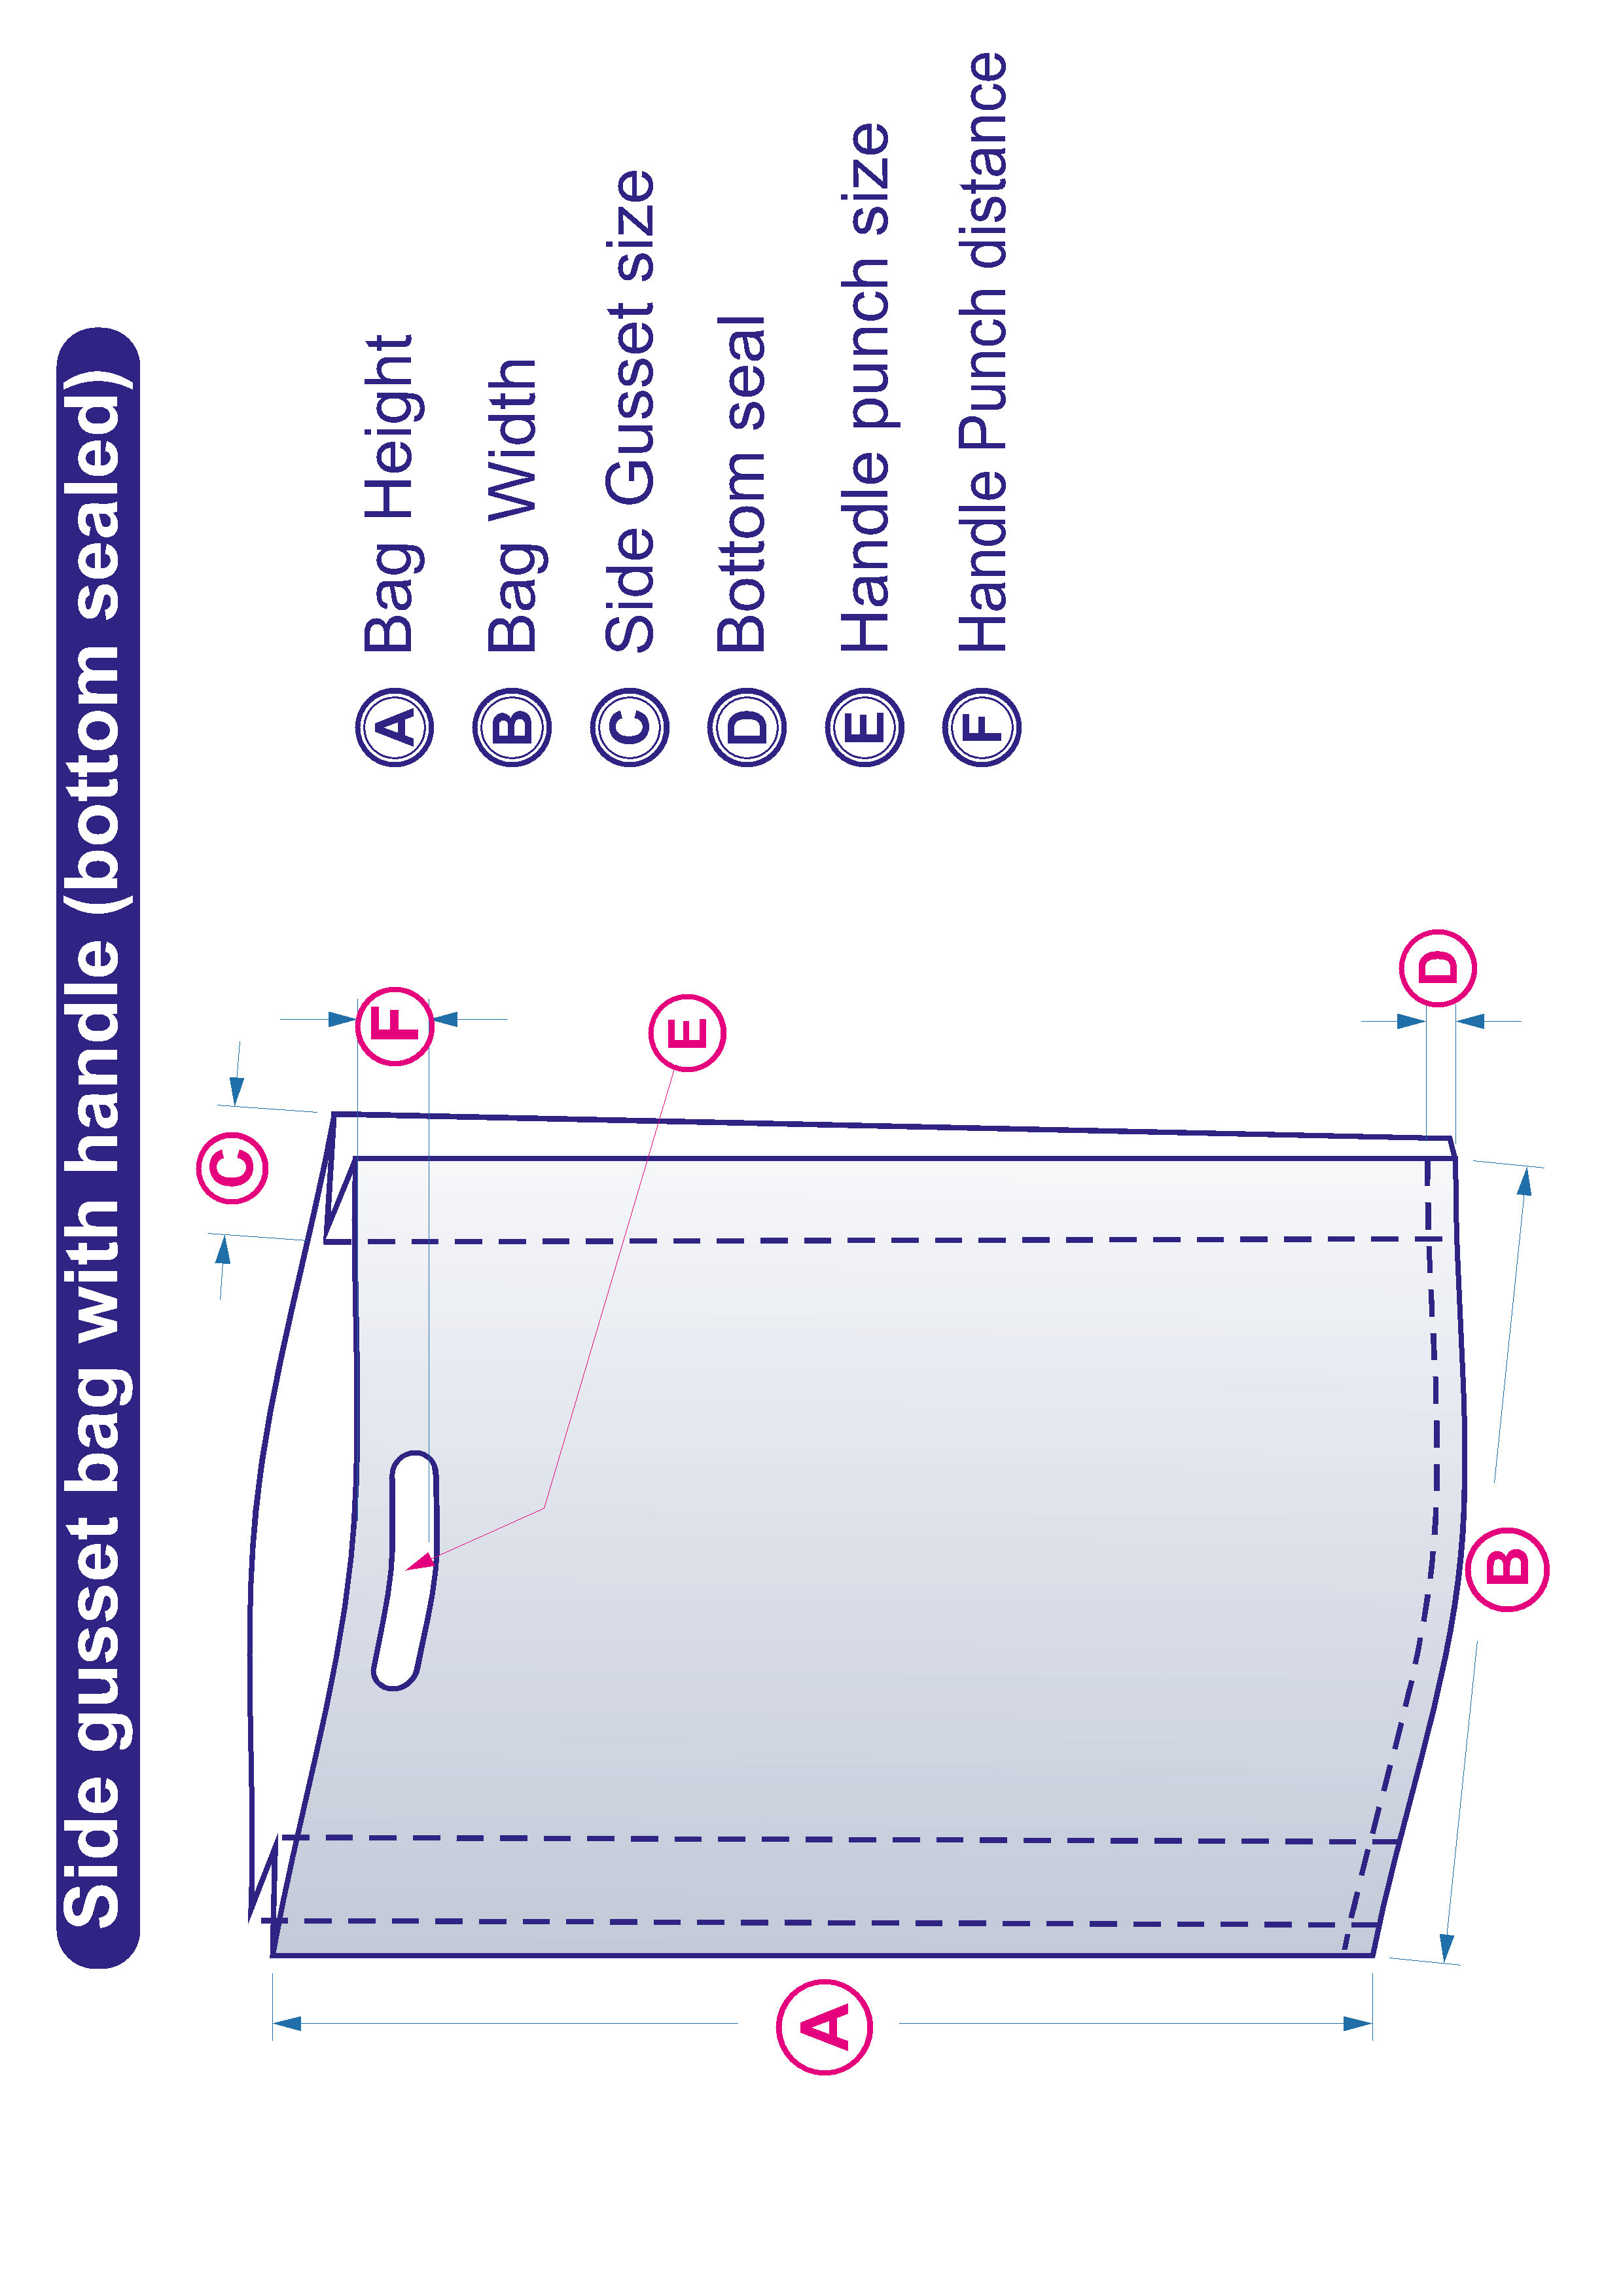 Side gusset bag with handle (bottom sealed)
C
F
E
A
D
B
A Bag Height
B Bag Width
C Side Gusset size
D Bottom seal
E Handle punch size
F Handle Punch distance